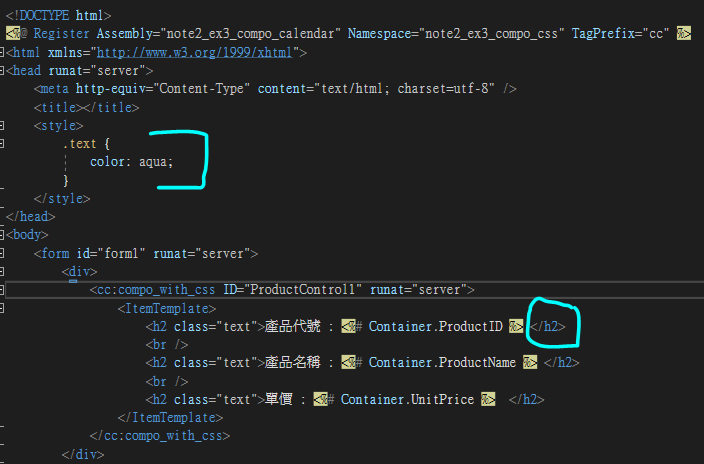 <!DOCTYPE html>
<%@ Register Assembly="note2_ex3_compo_calendar" Namespace="note2_ex3_compo_css" TagPrefix="cc" %>
<html xmlns="http://www.w3.org/1999/xhtml">
<head runat="server">
<meta http-equiv="Content-Type" content="text/html; charset=utf-8" />
<title></title>
<style>
.text {
color: aqua;
}
</style>
</head>
<body>
<form id="form1" runat="server">
<div>
<cc:compo_with_css ID="ProductControl1" runat="server">
<ItemTemplate>
<h2 class="text">產品代號 : <%# Container.ProductID %> </h2>
<br />
<h2 class="text">產品名稱 : <%# Container.ProductName %> </h2>
<br />
<h2 class="text">單價 : <%# Container.UnitPrice %> </h2>
</ItemTemplate>
</cc:compo_with_css>
</div>